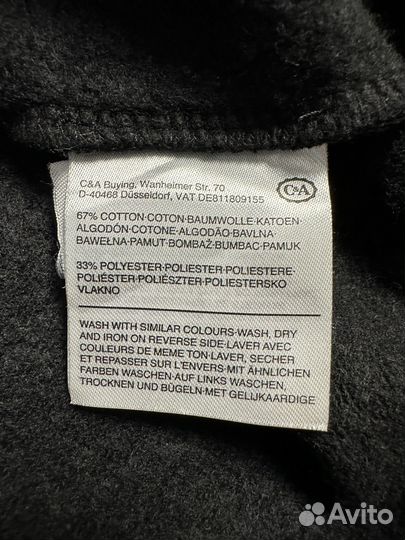 C&A Buying, Wanheimer Str. 70
D-40468 Düsseldorf, VAT DE811809155
C&A
67% COTTON·COTON·BAUMWOLLE·KATOEN·
ALGODÓN·COTONE·ALGODÃO·BAVLNA·
BAWEŁNA·PAMUT·BOMBAŽ·BUMBAC·PAMUK
33% POLYESTER·POLIESTER·POLIESTERE·
POLIÉSTER·POLIÉSZTER·POLIESTERSKO
VLAKNO
WASH WITH SIMILAR COLOURS·WASH, DRY
AND IRON ON REVERSE SIDE·LAVER AVEC
COULEURS DE MEME TON·LAVER, SECHER
ET REPASSER SUR L'ENVERS·MIT ÄHNLICHEN
FARBEN WASCHEN·AUF LINKS WASCHEN,
TROCKNEN UND BÜGELN·MET GELIJKAARDIGE
Avito